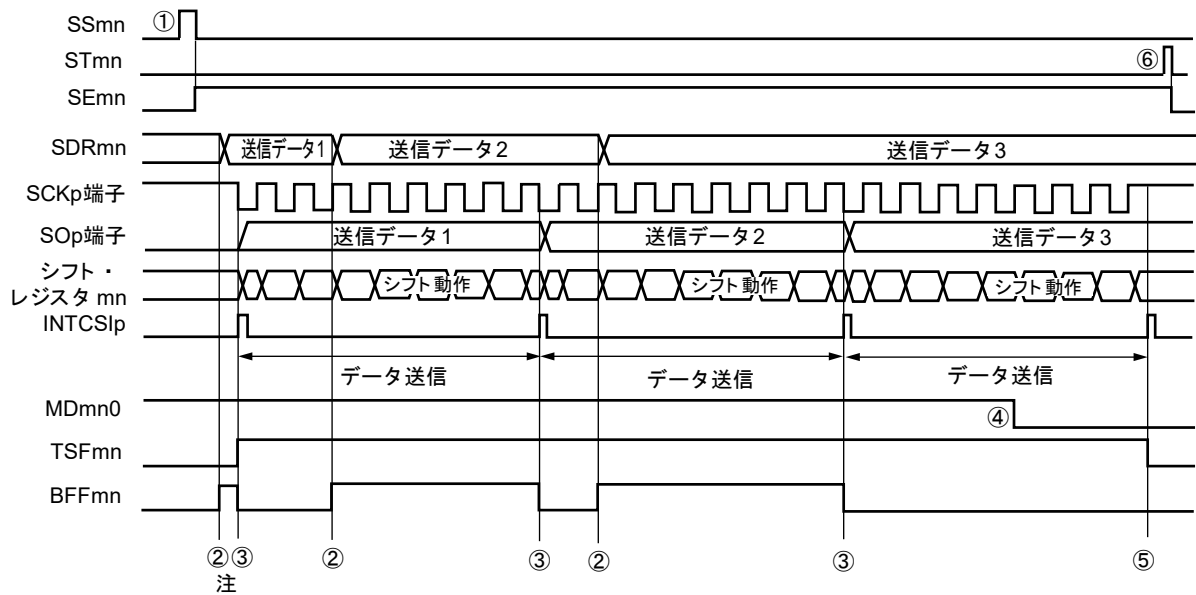 SSmn ①
STmn ⑥
SEmn
SDRmn 送信データ1 送信データ2 送信データ3
SCKp端子
SOp端子 送信データ1 送信データ2 送信データ3
シフト・
レジスタ mn シフト動作 シフト動作 シフト動作
INTCSIp
データ送信 データ送信 データ送信
MDmn0 ④
TSFmn
BFFmn
②③ ② ③ ② ③ ⑤
注